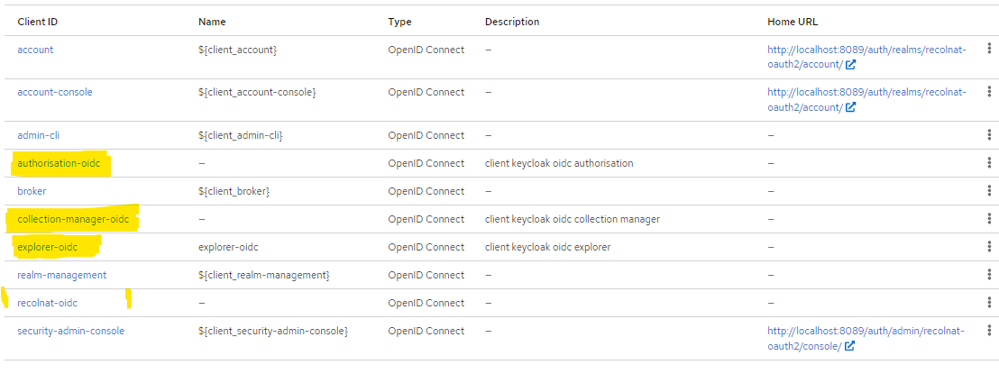 Client ID Name Type Description Home URL
account ${client_account} OpenID Connect – http://localhost:8089/auth/realms/recolnat-
oauth2/account/
account-console ${client_account-console} OpenID Connect – http://localhost:8089/auth/realms/recolnat-
oauth2/account/
admin-cli ${client_admin-cli} OpenID Connect – –
authorisation-oidc – OpenID Connect client keycloak oidc authorisation –
broker ${client_broker} OpenID Connect – –
collection-manager-oidc – OpenID Connect client keycloak oidc collection manager –
explorer-oidc explorer-oidc OpenID Connect client keycloak oidc explorer –
realm-management ${client_realm-management} OpenID Connect – –
recolnat-oidc – OpenID Connect – –
security-admin-console ${client_security-admin-console} OpenID Connect – http://localhost:8089/auth/admin/recolnat-
oauth2/console/